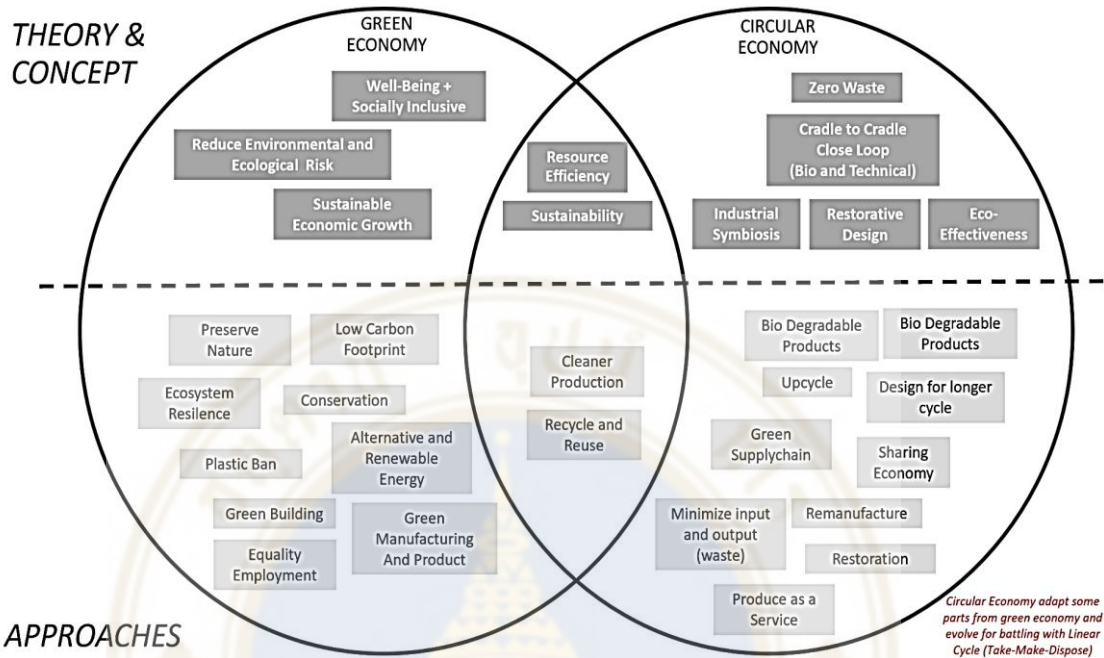 THEORY &
CONCEPT
GREEN
ECONOMY
CIRCULAR
ECONOMY
Well-Being +
Socially Inclusive
Reduce Environmental and
Ecological Risk
Sustainable
Economic Growth
Resource
Efficiency
Sustainability
Zero Waste
Cradle to Cradle
Close Loop
(Bio and Technical)
Industrial
Symbiosis
Restorative
Design
Eco-
Effectiveness
Preserve
Nature
Low Carbon
Footprint
Ecosystem
Resilence
Conservation
Plastic Ban
Alternative and
Renewable
Energy
Green Building
Green
Manufacturing
And Product
Equality
Employment
Cleaner
Production
Recycle and
Reuse
Bio Degradable
Products
Bio Degradable
Products
Upcycle
Design for longer
cycle
Green
Supplychain
Sharing
Economy
Minimize input
and output
(waste)
Remanufacture
Restoration
Produce as a
Service
APPROACHES
Circular Economy adapt some
parts from green economy and
evolve for battling with Linear
Cycle (Take-Make-Dispose)